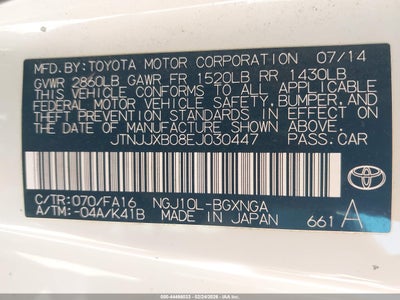 MFD.BY:TOYOTA MOTOR CORPORATION 07/14
GVWR 2860LB GAWR FR 1520LB RR 1430LB
THIS VEHICLE CONFORMS TO ALL APPLICABLE
FEDERAL MOTOR VEHICLE SAFETY, BUMPER, AND
THEFT PREVENTION STANDARDS IN EFFECT ON
THE DATE OF MANUFACTURE SHOWN ABOVE.
JTNJJXB08EJ030447 PASS.CAR
TOYOTA
C/TR:070/FA16 NGJ10L-BGXNGA
A/TM:-04A/K41B MADE IN JAPAN 661 A